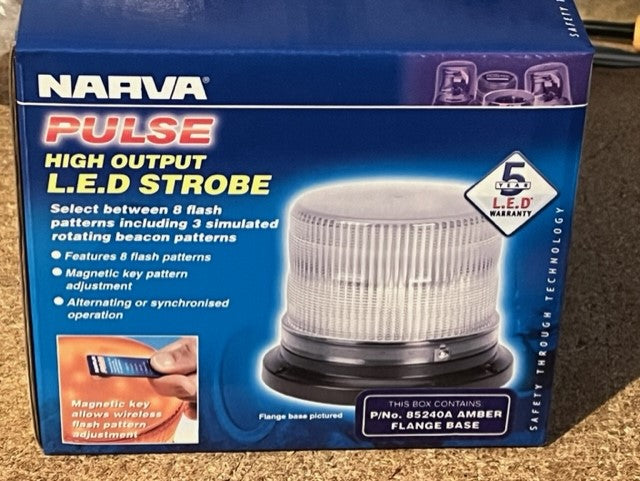 NARVA®
PULSE
HIGH OUTPUT
L.E.D STROBE
Select between 8 flash
patterns including 3 simulated
rotating beacon patterns
Features 8 flash patterns
Magnetic key pattern
adjustment
Alternating or synchronised
operation
5
YEAR
L.E.D
WARRANTY
NARVA
Magnetic key
allows wireless
flash pattern
adjustment
Flange base pictured
THIS BOX CONTAINS
P/No. 85240A AMBER
FLANGE BASE
SAFETY THROUGH TECHNOLOGY
SAFETY